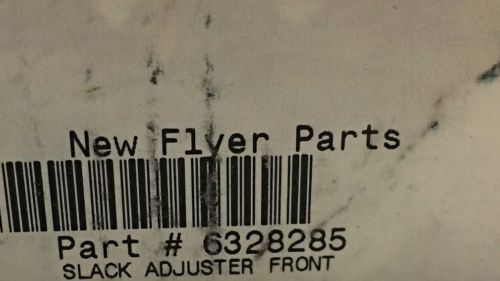 New Flyer Parts
Part # 6328285
SLACK ADJUSTER FRONT